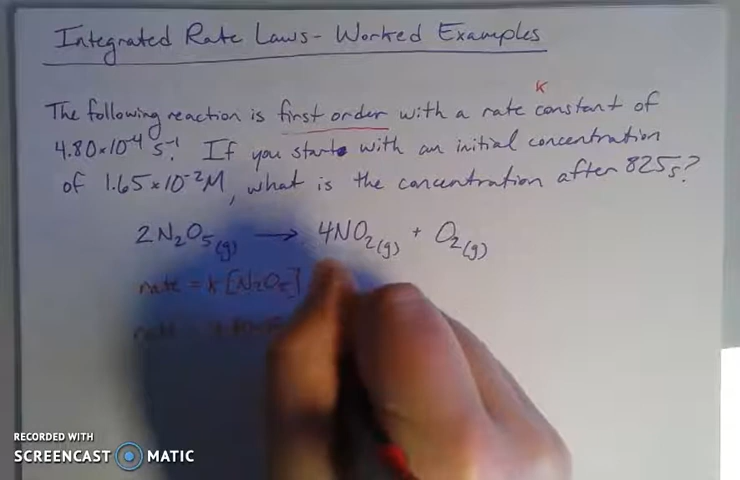 Integrated Rate Laws - Worked Examples
K
The following reaction is first order with a rate constant of
4.80×10⁻⁴ s⁻¹. If you start with an initial concentration
of 1.65×10⁻² M, what is the concentration after 825s?
2N₂O₅(g) → 4NO₂(g) + O₂(g)
rate = k [N₂O₅]
rate =
RECORDED WITH
SCREENCAST MATIC